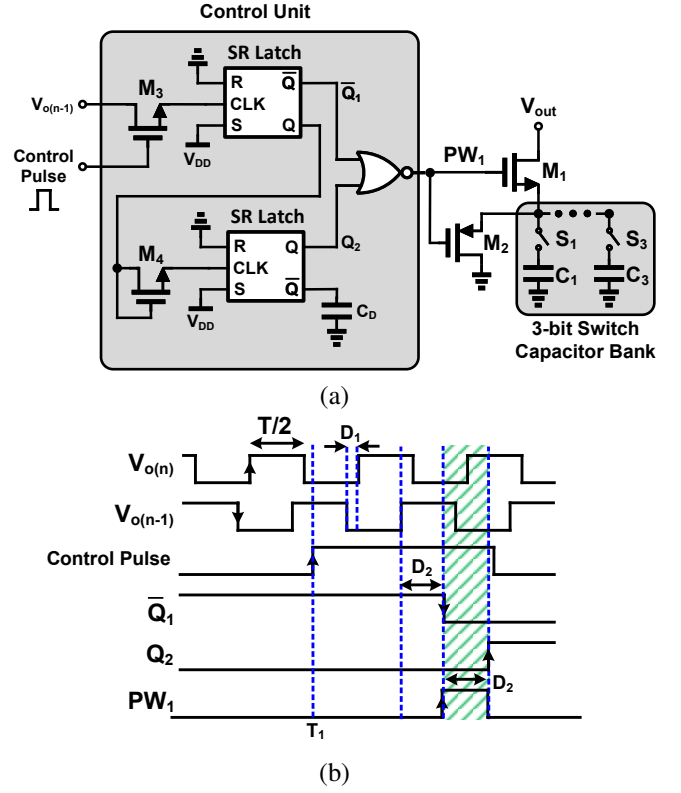 Control Unit
SR Latch
R
Q̅
CLK
S
Q
V_DD
M₃
V_o(n-1)
Control
Pulse
Q̅₁
PW₁
V_out
M₁
M₂
S₁
S₃
C₁
C₃
3-bit Switch
Capacitor Bank
SR Latch
R
Q
CLK
S
Q̅
V_DD
M₄
Q₂
C_D
(a)
T/2
D₁
V_o(n)
V_o(n-1)
Control Pulse
D₂
Q̅₁
Q₂
D₂
PW₁
T₁
(b)